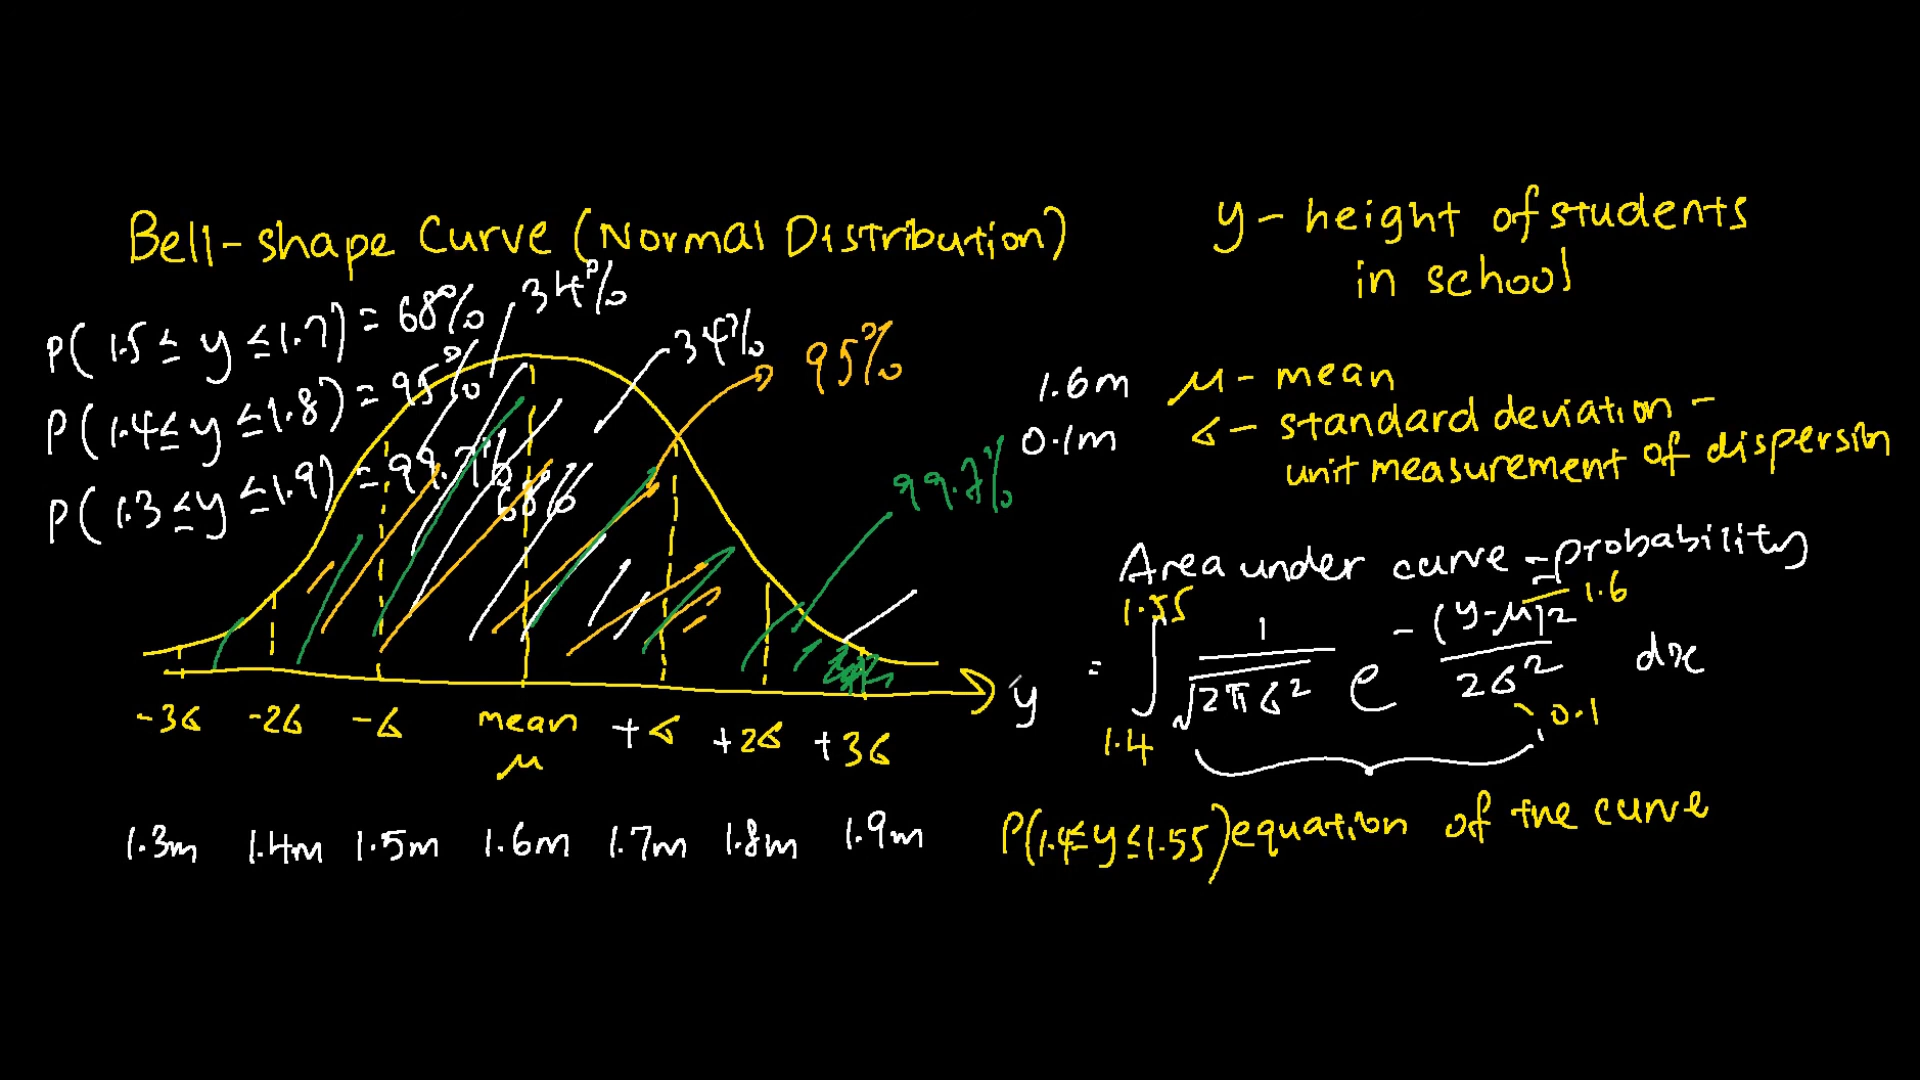 Bell-shape Curve (Normal Distribution)
P(1.5 ≤ y ≤ 1.7) = 68%
P(1.4 ≤ y ≤ 1.8) = 95%
P(1.3 ≤ y ≤ 1.9) = 99.7%
34%
34%
95%
68%
99.7%
-3σ -2σ -σ mean +σ +2σ +3σ
μ
y
1.3m 1.4m 1.5m 1.6m 1.7m 1.8m 1.9m
y - height of students
in school
1.6m μ - mean
0.1m σ - standard deviation -
unit measurement of dispersion
Area under curve = probability
= ∫ 1.4 1.55 1/√2πσ² e -(y-μ)²/2σ² dx
1.6
0.1
P(1.4 ≤ y ≤ 1.55) equation of the curve